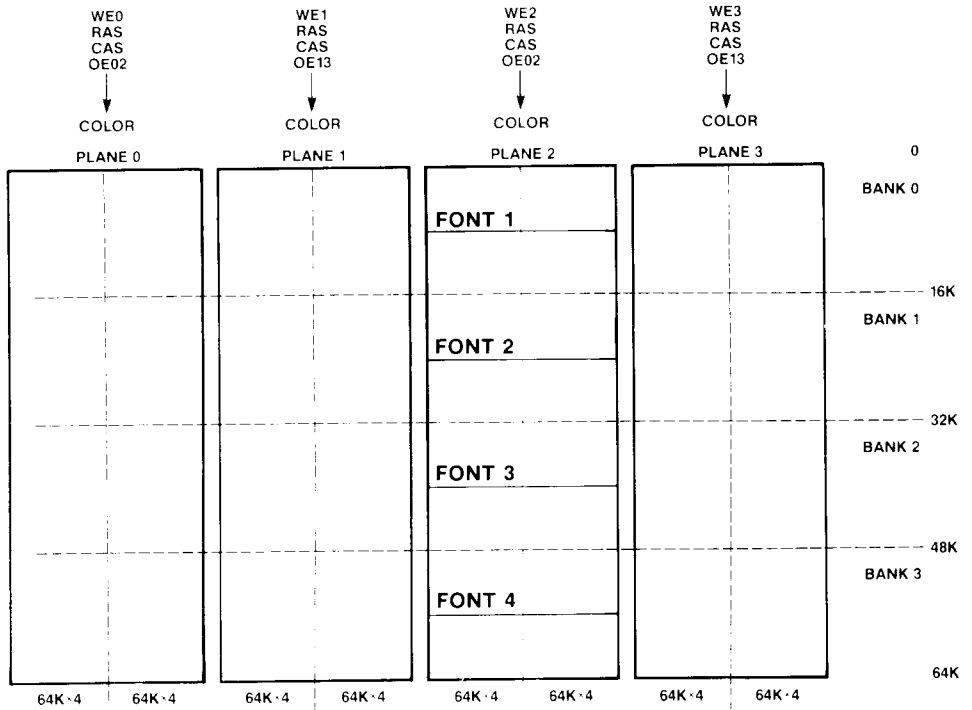 WE0 WE1 WE2 WE3
RAS RAS RAS RAS
CAS CAS CAS CAS
OE02 OE13 OE02 OE13
COLOR COLOR COLOR COLOR
PLANE 0 PLANE 1 PLANE 2 PLANE 3 0
BANK 0
FONT 1
16K
BANK 1
FONT 2
32K
BANK 2
FONT 3
48K
BANK 3
FONT 4
64K
64K×4 64K×4 64K×4 64K×4 64K×4 64K×4 64K×4 64K×4